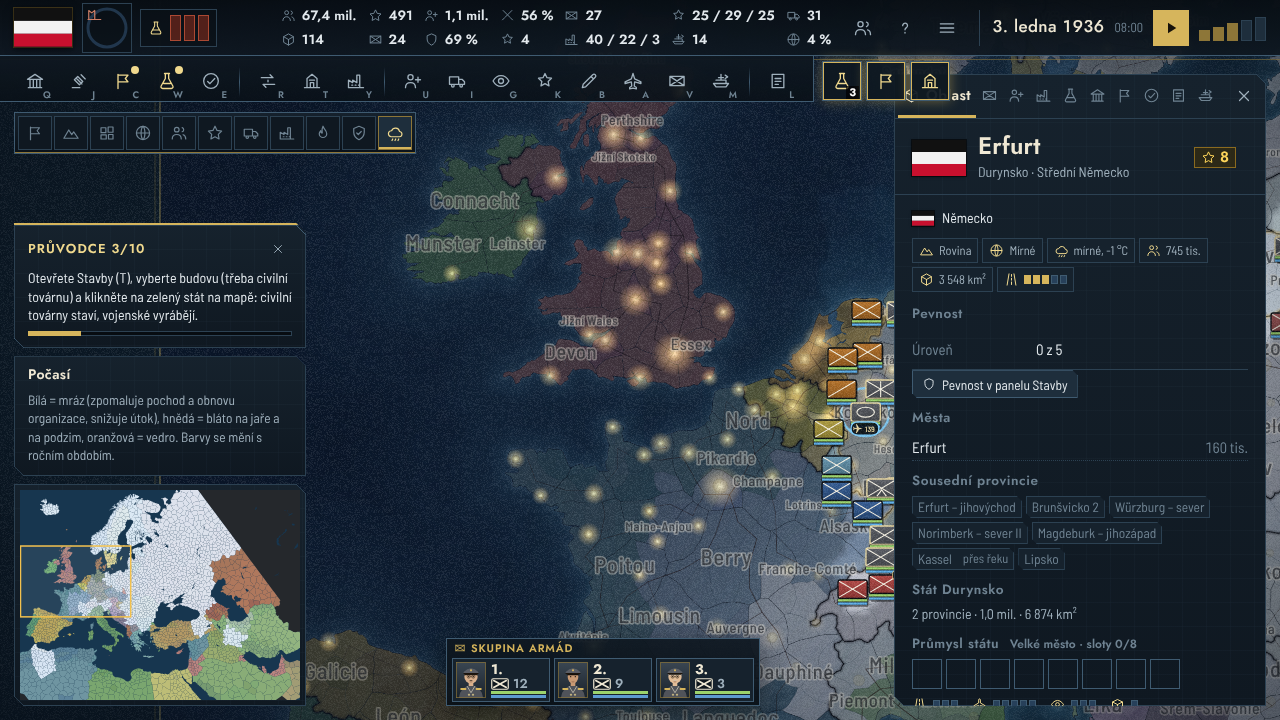 67,4 mil.
491
1,1 mil.
56 %
27
25 / 29 / 25
31
114
24
69 %
4
40 / 22 / 3
14
4 %
?
3. ledna 1936
08:00
Q
J
C
W
E
R
T
Y
U
I
G
K
B
A
V
M
L
3
PRŮVODCE 3/10
Otevřete Stavby (T), vyberte budovu (třeba civilní
továrnu) a klikněte na zelený stát na mapě: civilní
továrny staví, vojenské vyrábějí.
Počasí
Bílá = mráz (zpomaluje pochod a obnovu
organizace, snižuje útok), hnědá = bláto na jaře a
na podzim, oranžová = vedro. Barvy se mění s
ročním obdobím.
Perthshire
Jižní Skotsko
Connacht
Munster
Leinster
Jižní Wales
Devon
Essex
Nord
Pikardie
Champagne
Maine-Anjou
Poitou
Berry
Franche-Comté
Limousin
Auvergne
Galicie
León
Dauphiné
Piemont
Languedoc
139
SKUPINA ARMÁD
1.
12
2.
9
3.
3
Erfurt
Durynsko · Střední Německo
8
Německo
Rovina
Mírné
mírné, -1 °C
745 tis.
3 548 km²
Pevnost
Úroveň
0 z 5
Pevnost v panelu Stavby
Města
Erfurt
160 tis.
Sousední provincie
Erfurt – jihovýchod
Brunšvicko 2
Würzburg – sever
Norimberk – sever II
Magdeburk – jihozápad
Kassel přes řeku
Lipsko
Stát Durynsko
2 provincie · 1,0 mil. · 6 874 km²
Průmysl státu
Velké město · sloty 0/8